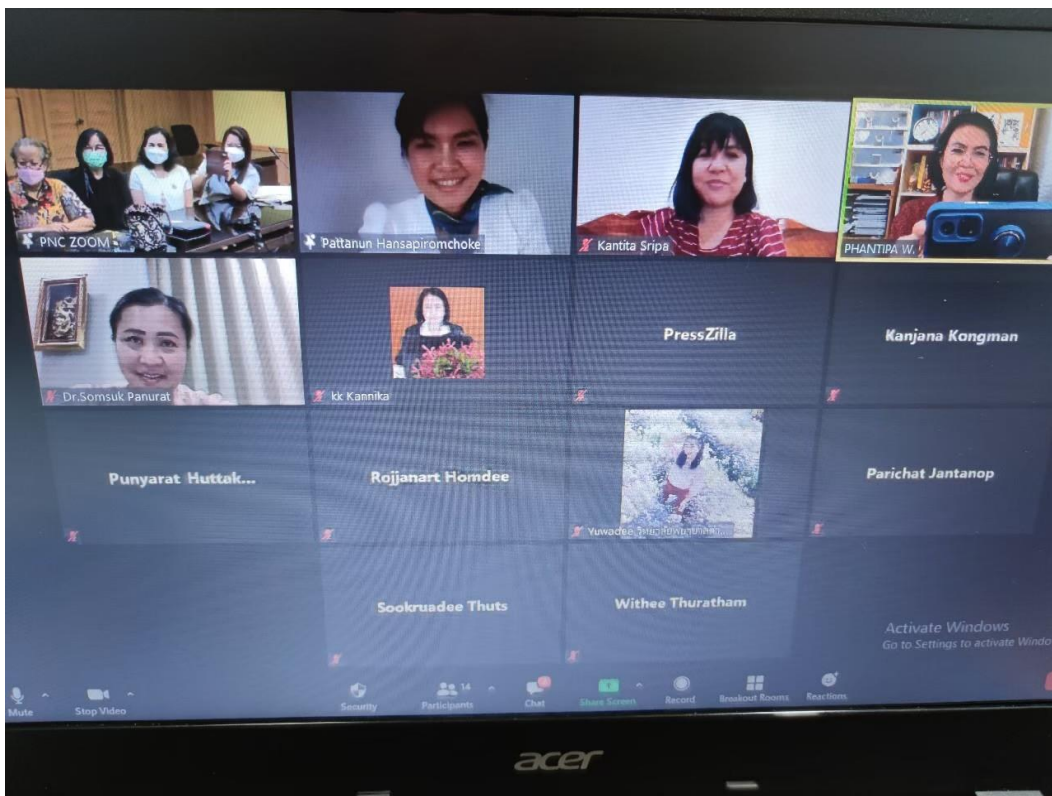 PNC ZOOM
Pattanun Hansapiromchoke
Kantita Sripa
PHANTIPA W.
Dr.Somsuk Panurat
kk Kannika
PressZilla
Kanjana Kongman
Punyarat Huttak...
Rojjanart Homdee
Yuwadee
Parichat Jantanop
Sookruadee Thuts
Withee Thuratham
Activate Windows
Go to Settings to activate Windo
Mute
Stop Video
Security
Participants
14
Chat
Share Screen
Record
Breakout Rooms
Reactions
acer